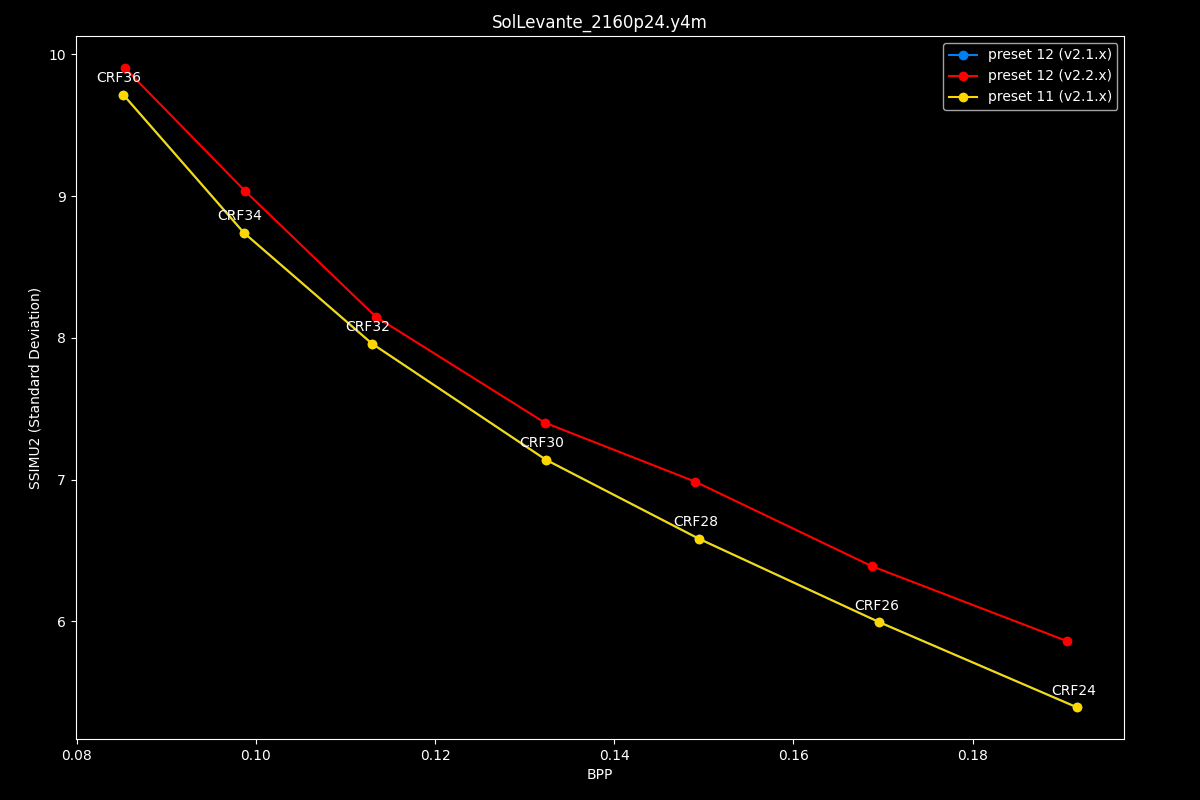 SolLevante_2160p24.y4m
preset 12 (v2.1.x)
preset 12 (v2.2.x)
preset 11 (v2.1.x)
SSIMU2 (Standard Deviation)
10
9
8
7
6
CRF36
CRF34
CRF32
CRF30
CRF28
CRF26
CRF24
0.08 0.10 0.12 0.14 0.16 0.18
BPP